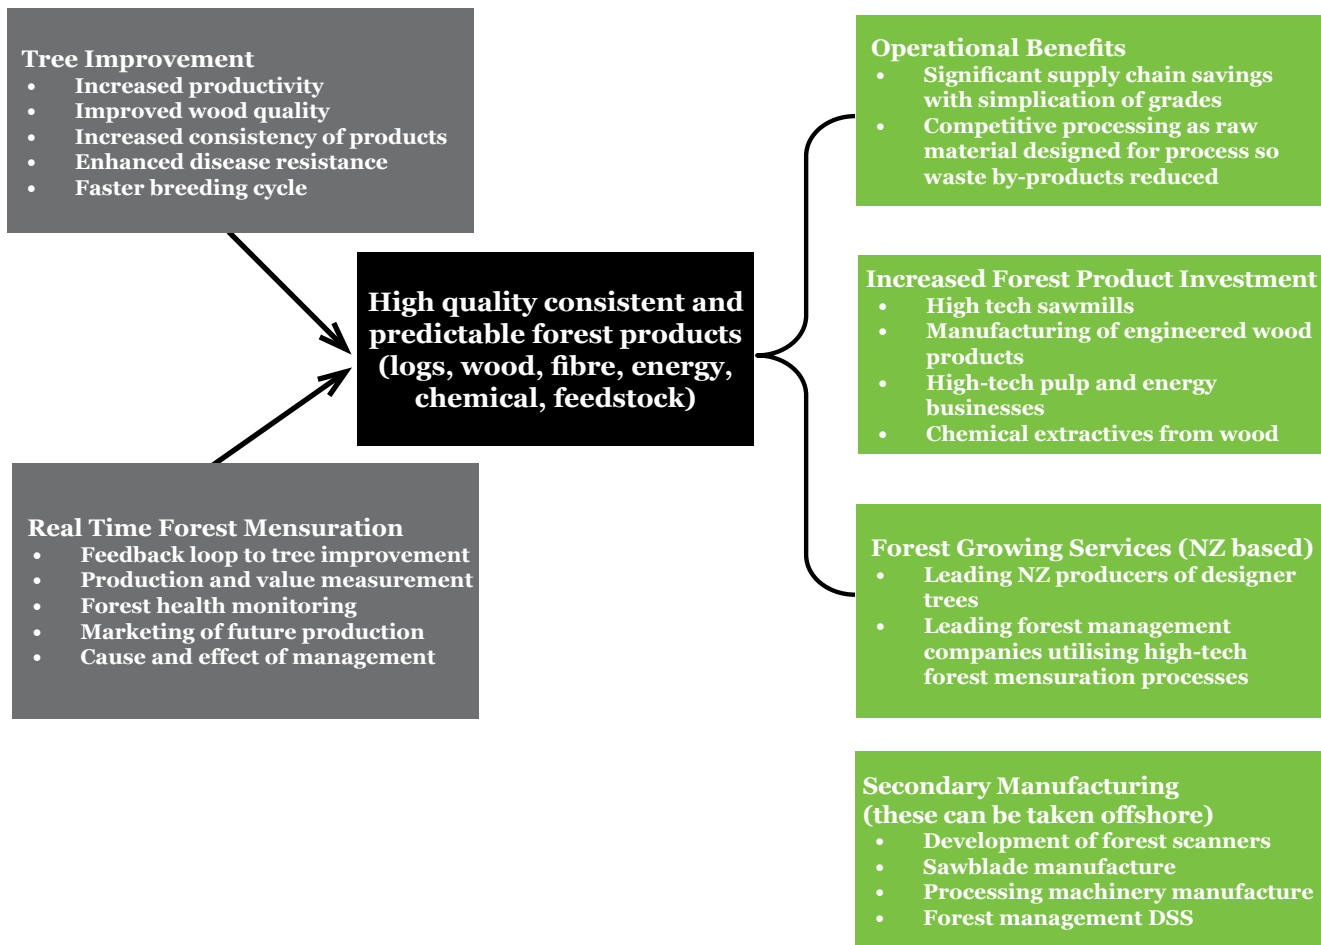 Tree Improvement
• Increased productivity
• Improved wood quality
• Increased consistency of products
• Enhanced disease resistance
• Faster breeding cycle
Real Time Forest Mensuration
• Feedback loop to tree improvement
• Production and value measurement
• Forest health monitoring
• Marketing of future production
• Cause and effect of management
High quality consistent and
predictable forest products
(logs, wood, fibre, energy,
chemical, feedstock)
Operational Benefits
• Significant supply chain savings
with simplication of grades
• Competitive processing as raw
material designed for process so
waste by-products reduced
Increased Forest Product Investment
• High tech sawmills
• Manufacturing of engineered wood
products
• High-tech pulp and energy
businesses
• Chemical extractives from wood
Forest Growing Services (NZ based)
• Leading NZ producers of designer
trees
• Leading forest management
companies utilising high-tech
forest mensuration processes
Secondary Manufacturing
(these can be taken offshore)
• Development of forest scanners
• Sawblade manufacture
• Processing machinery manufacture
• Forest management DSS